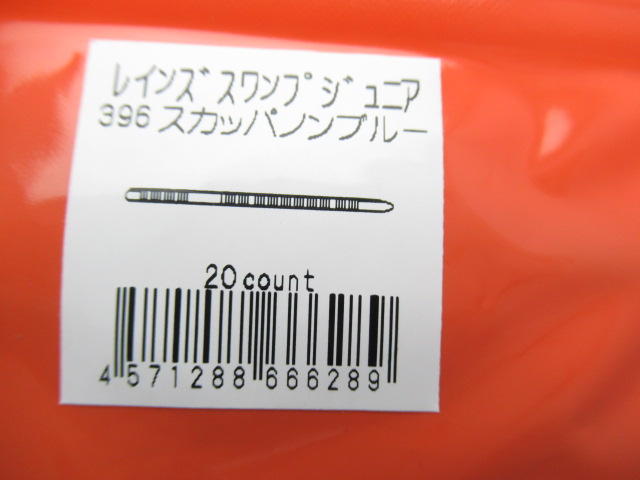 ﾚｲﾝｽﾞｽﾜﾝﾌﾟｼﾞｭﾆｱ
396 スカッパノンブルー
20 count
4 571288 666289